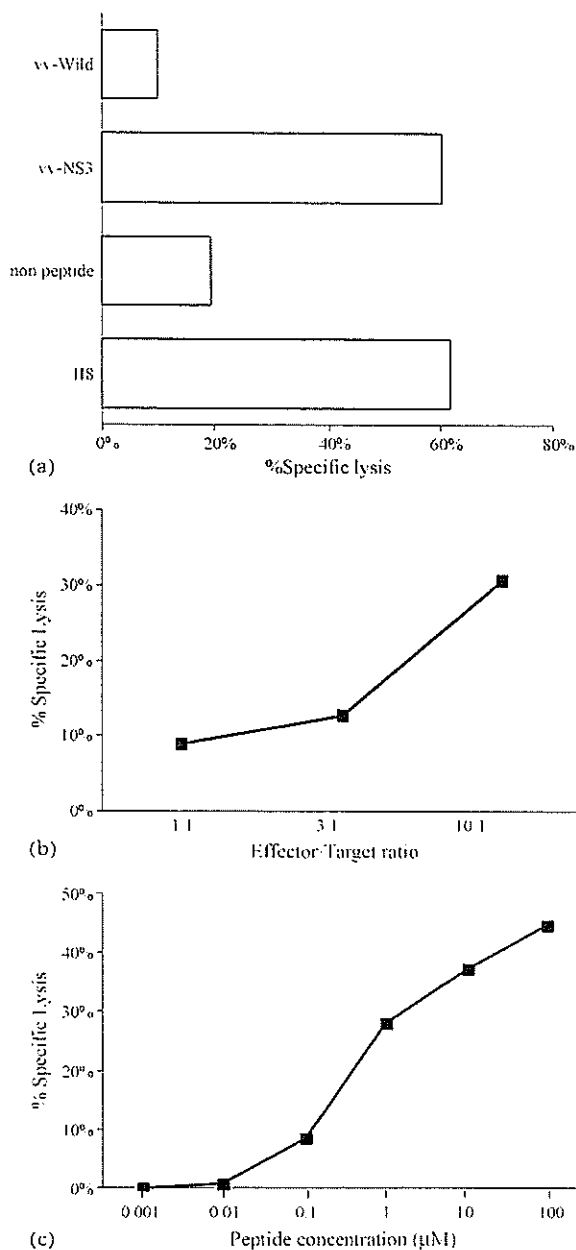 vv-Wild
vv-NS3
non peptide
H8
0% 20% 40% 60% 80%
%Specific lysis
(a)
40%
30%
20%
10%
0%
% Specific Lysis
1 1 3 1 10 1
Effector-Target ratio
(b)
50%
40%
30%
20%
10%
0%
% Specific Lysis
0 001 0 01 0.1 1 10 100
Peptide concentration (μM)
(c)